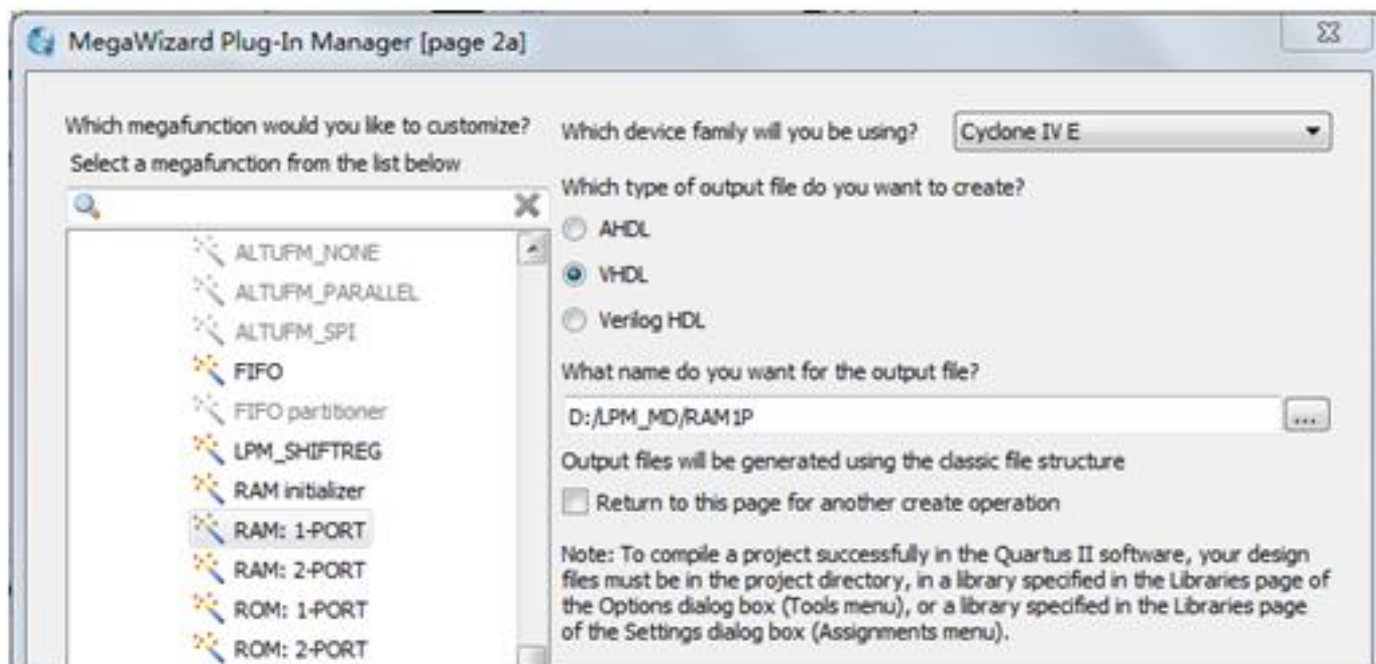 MegaWizard Plug-In Manager [page 2a]
Which megafunction would you like to customize?
Select a megafunction from the list below
ALTUFM_NONE
ALTUFM_PARALLEL
ALTUFM_SPI
FIFO
FIFO partitioner
LPM_SHIFTREG
RAM initializer
RAM: 1-PORT
RAM: 2-PORT
ROM: 1-PORT
ROM: 2-PORT
Which device family will you be using?
Cyclone IV E
Which type of output file do you want to create?
AHDL
VHDL
Verilog HDL
What name do you want for the output file?
D:/LPM_MD/RAM1P
...
Output files will be generated using the classic file structure
Return to this page for another create operation
Note: To compile a project successfully in the Quartus II software, your design
files must be in the project directory, in a library specified in the Libraries page of
the Options dialog box (Tools menu), or a library specified in the Libraries page
of the Settings dialog box (Assignments menu).